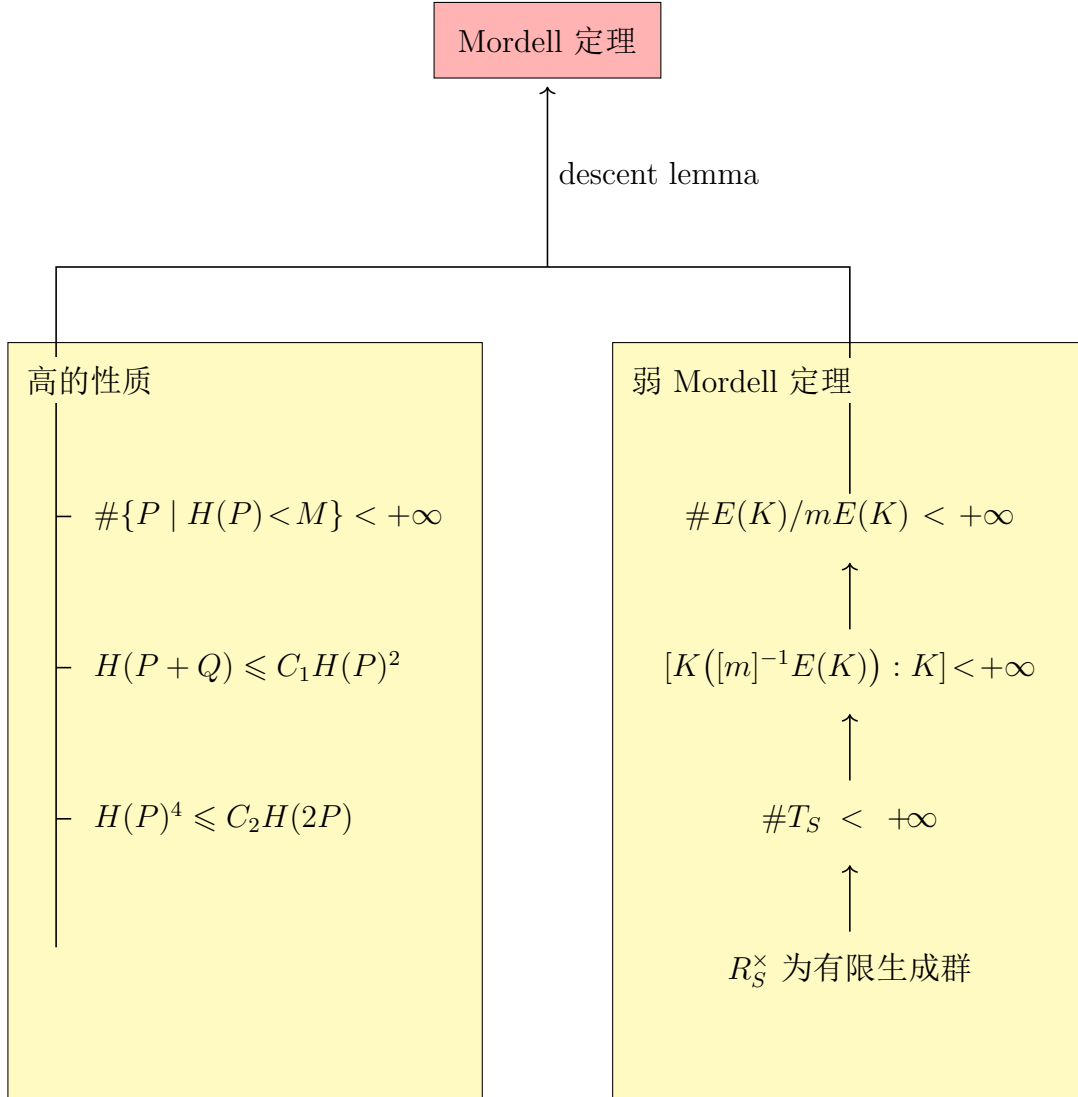 Mordell 定理
descent lemma
高的性质
#{P | H(P)<M} < +∞
H(P + Q) ⩽ C₁H(P)²
H(P)⁴ ⩽ C₂H(2P)
弱 Mordell 定理
#E(K)/mE(K) < +∞
[K([m]⁻¹E(K)) : K]<+∞
#T_S < +∞
R_S^× 为有限生成群